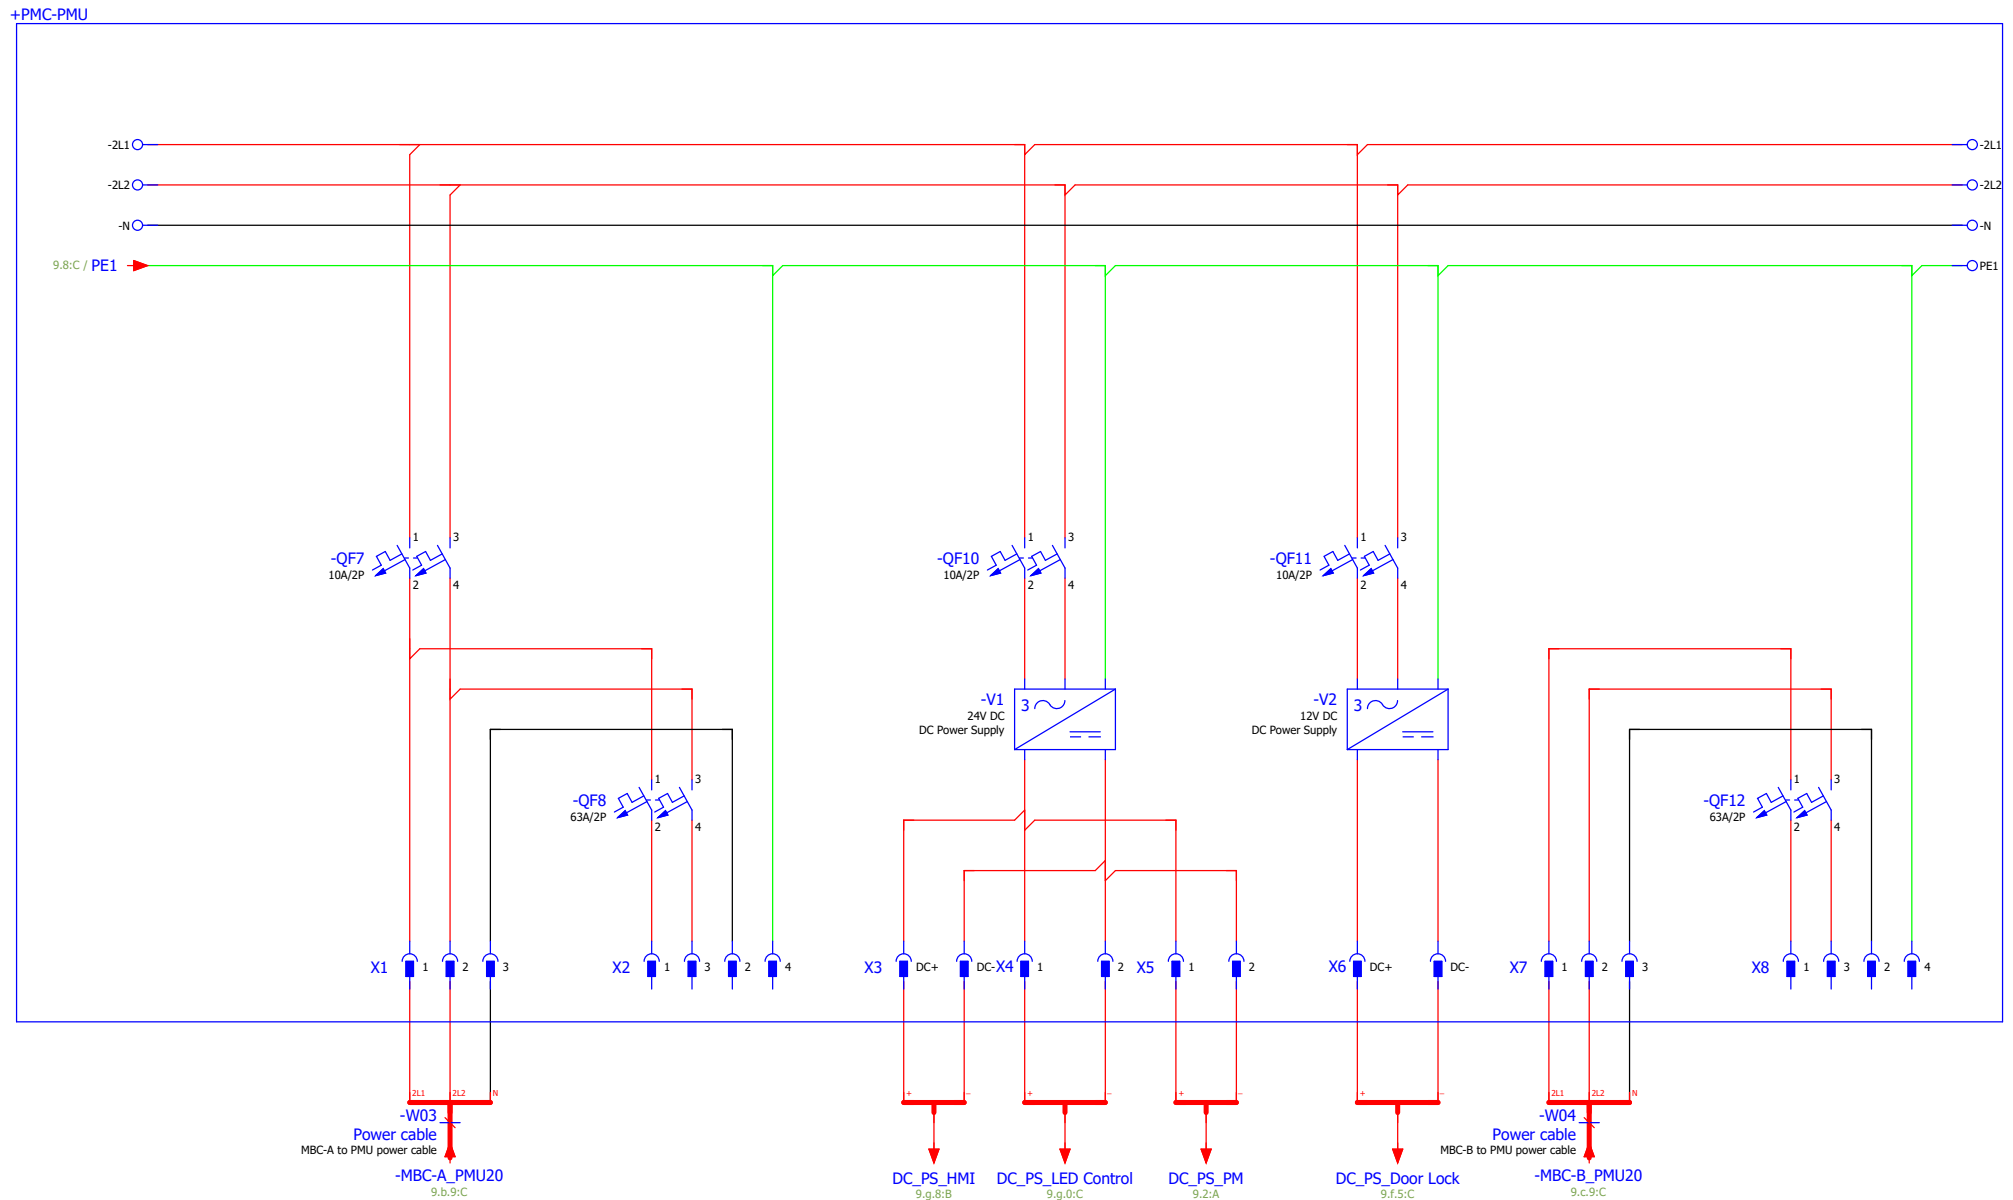 +PMC-PMU
-2L1 -2L1
-2L2 -2L2
-N -N
9.8:C / PE1 PE1
1 3 1 3 1 3
-QF7 -QF10 -QF11
10A/2P 10A/2P 10A/2P
2 4 2 4 2 4
-V1 3 -V2 3
24V DC 12V DC
DC Power Supply DC Power Supply
1 3 1 3
-QF8 -QF12
63A/2P 63A/2P
2 4 2 4
X1 1 2 3 X2 1 3 2 4 X3 DC+ DC- X4 1 2 X5 1 2 X6 DC+ DC- X7 1 2 3 X8 1 3 2 4
2L1 2L2 N + - + - + - + - 2L1 2L2 N
-W03 -W04
Power cable Power cable
MBC-A to PMU power cable MBC-B to PMU power cable
-MBC-A_PMU20 DC_PS_HMI DC_PS_LED Control DC_PS_PM DC_PS_Door Lock -MBC-B_PMU20
9.b.9:C 9.g.8:B 9.g.0:C 9.2:A 9.f.5:C 9.c.9:C